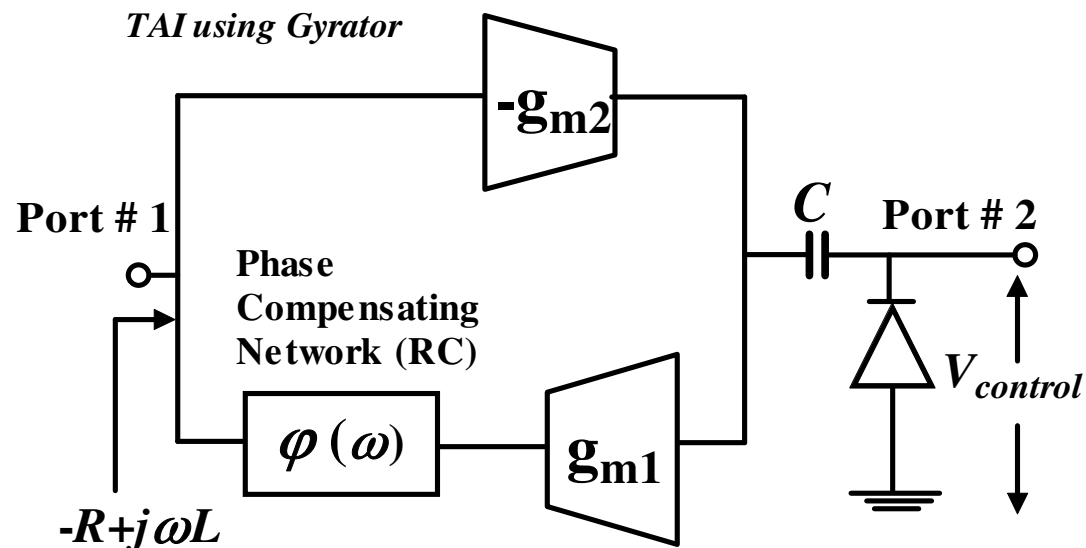 TAI using Gyrator
-gm2
Port # 1
C
Port # 2
Phase
Compensating
Network (RC)
Vcontrol
φ (ω)
gm1
-R+jωL